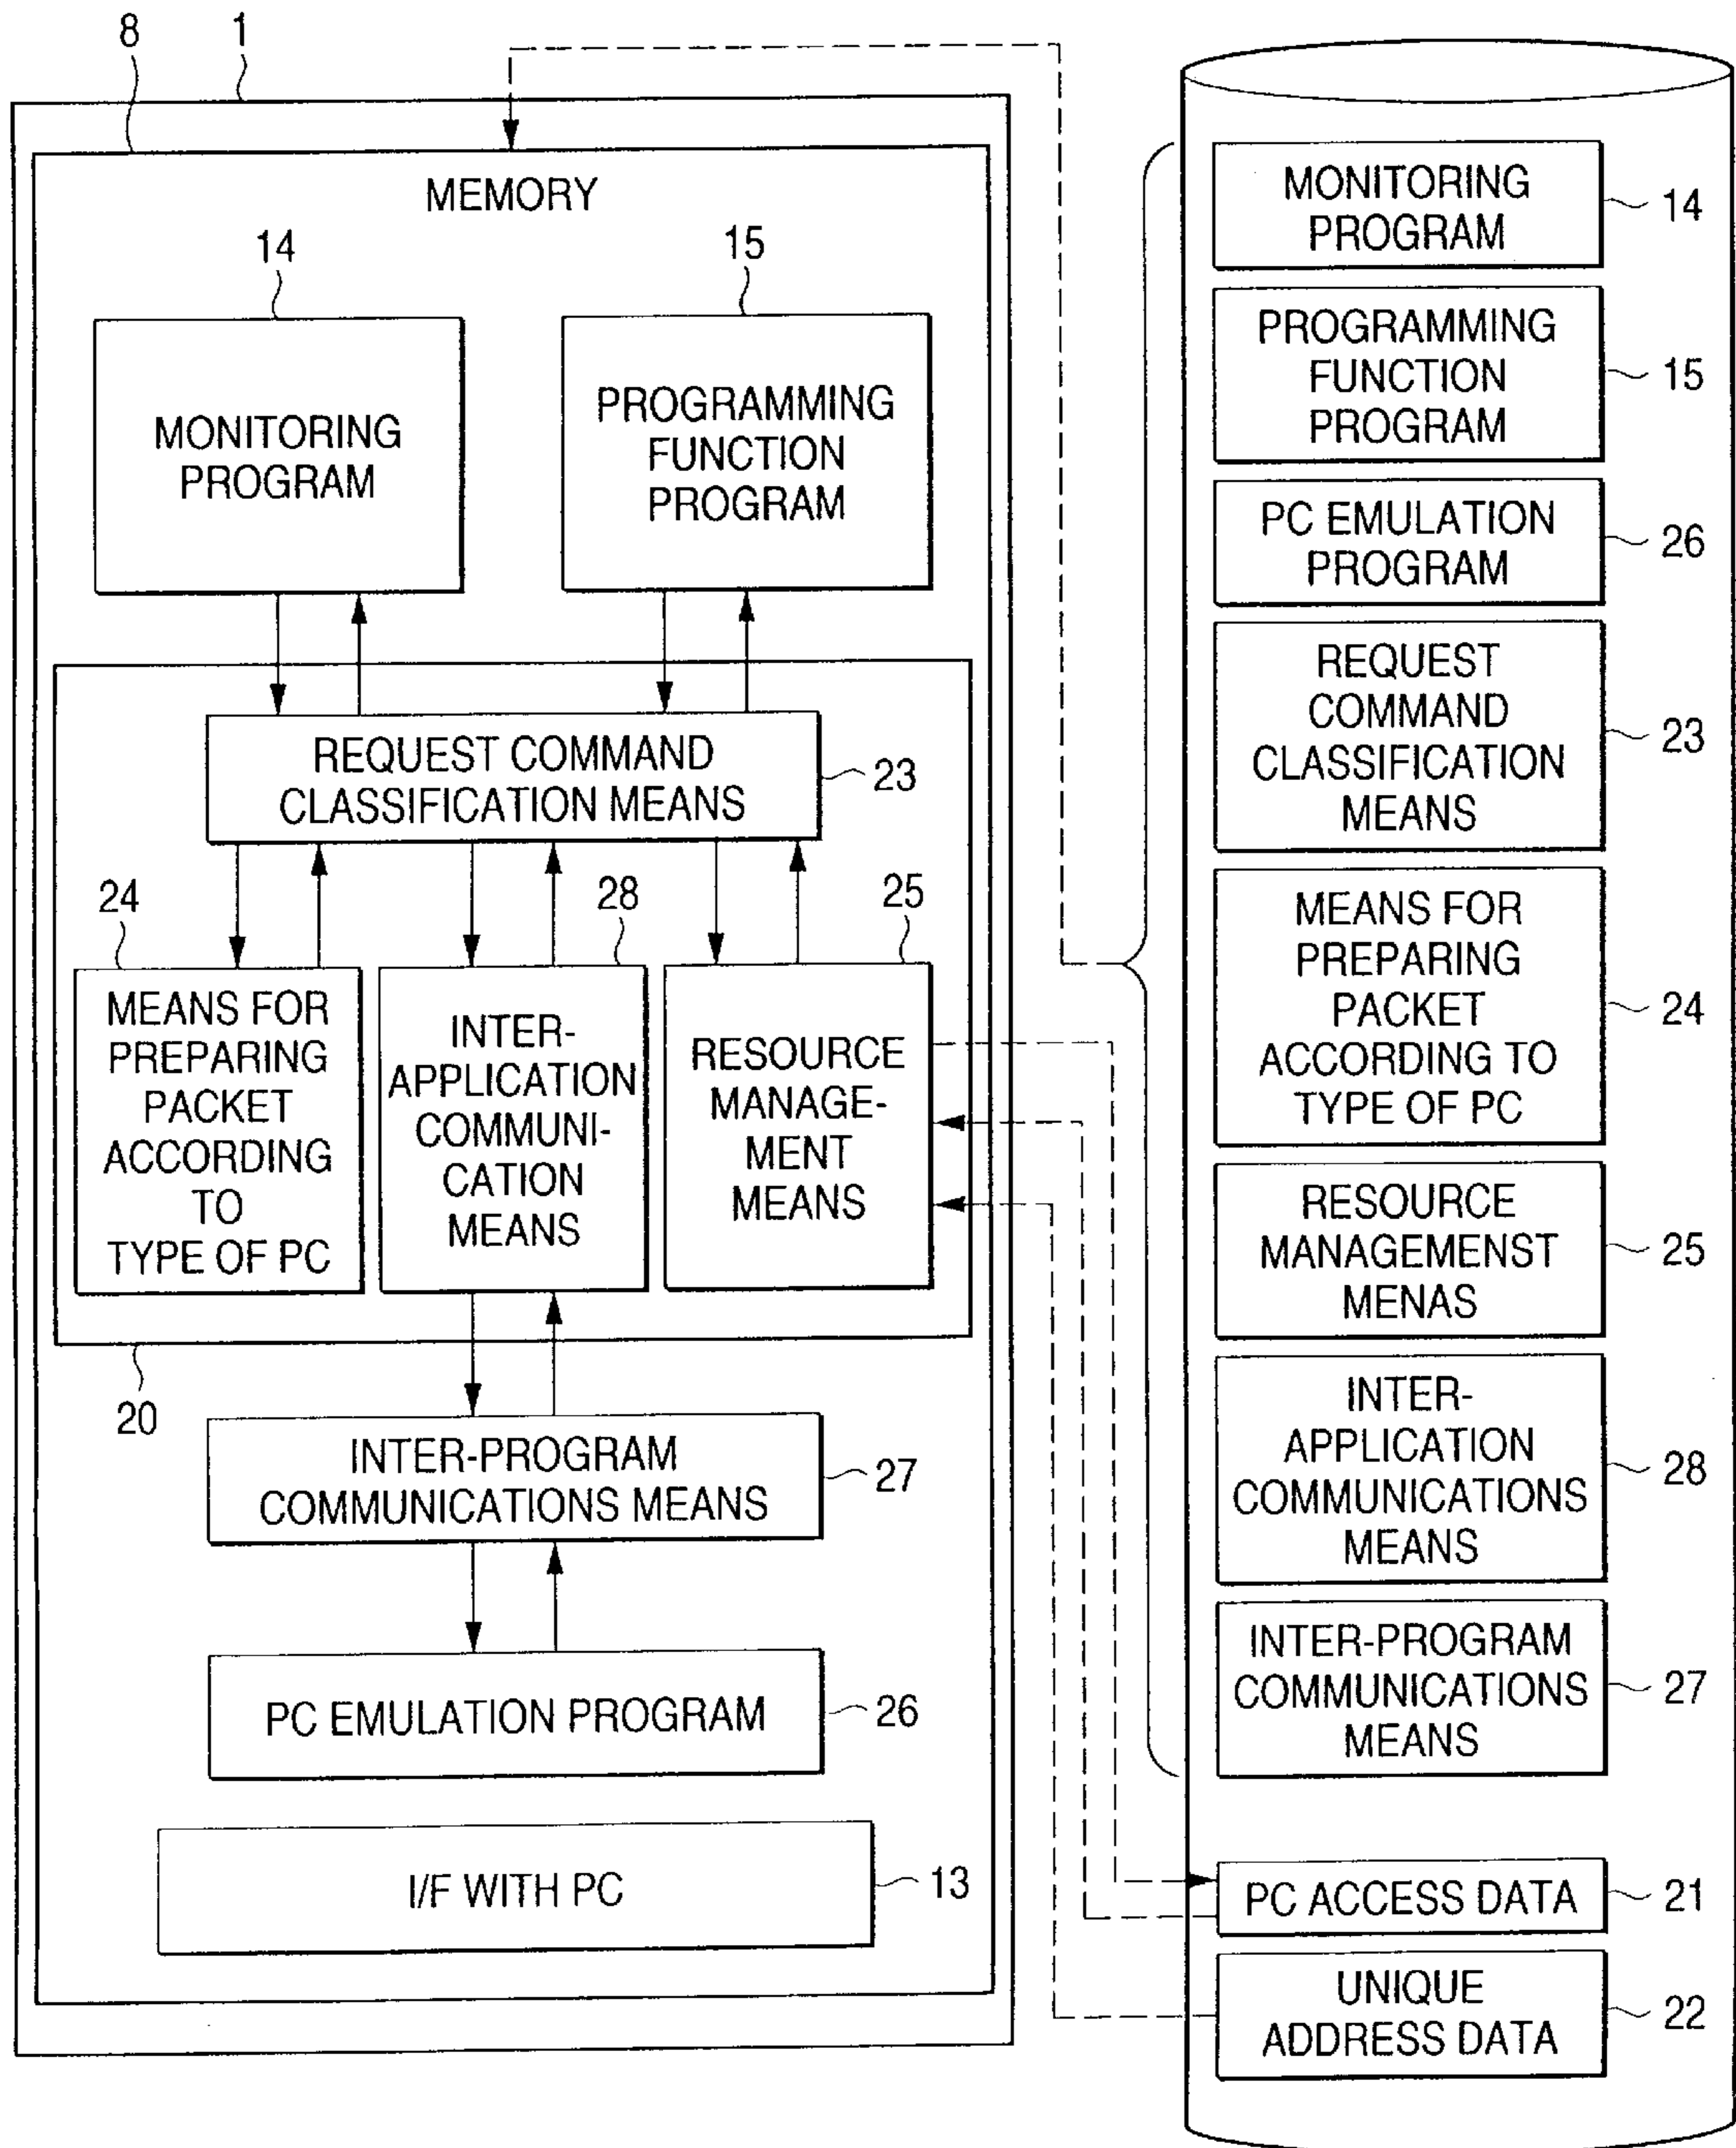 8
1
MEMORY
14
15
MONITORING
PROGRAM
PROGRAMMING
FUNCTION
PROGRAM
REQUEST COMMAND
CLASSIFICATION MEANS
23
24
28
25
MEANS FOR
PREPARING
PACKET
ACCORDING
TO
TYPE OF PC
INTER-
APPLICATION
COMMUNI-
CATION
MEANS
RESOURCE
MANAGE-
MENT
MEANS
20
INTER-PROGRAM
COMMUNICATIONS MEANS
27
PC EMULATION PROGRAM
26
I/F WITH PC
13
MONITORING
PROGRAM
14
PROGRAMMING
FUNCTION
PROGRAM
15
PC EMULATION
PROGRAM
26
REQUEST
COMMAND
CLASSIFICATION
MEANS
23
MEANS FOR
PREPARING
PACKET
ACCORDING TO
TYPE OF PC
24
RESOURCE
MANAGEMENST
MENAS
25
INTER-
APPLICATION
COMMUNICATIONS
MEANS
28
INTER-PROGRAM
COMMUNICATIONS
MEANS
27
PC ACCESS DATA
21
UNIQUE
ADDRESS DATA
22